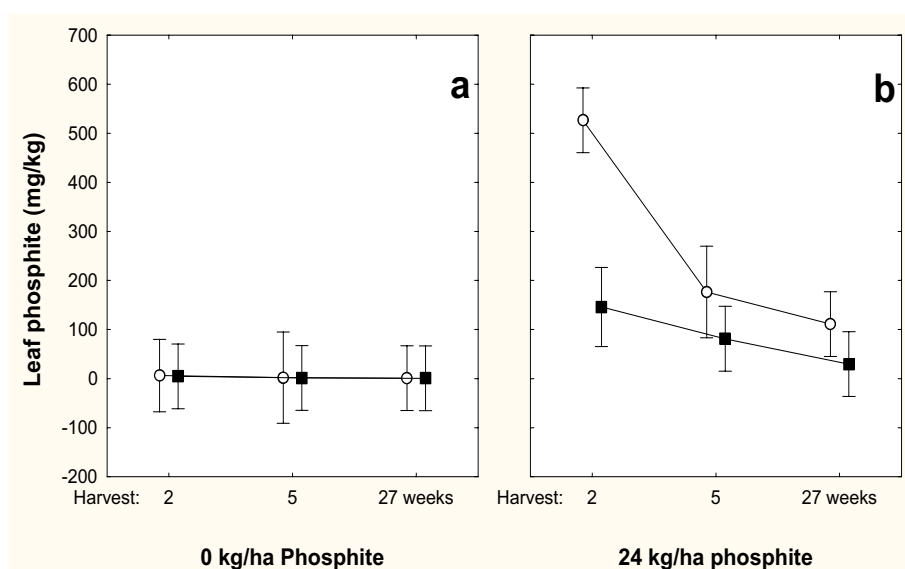 700
600
500
400
300
200
100
0
-100
-200
Leaf phosphite (mg/kg)
a
b
Harvest: 2 5 27 weeks
Harvest: 2 5 27 weeks
0 kg/ha Phosphite
24 kg/ha phosphite